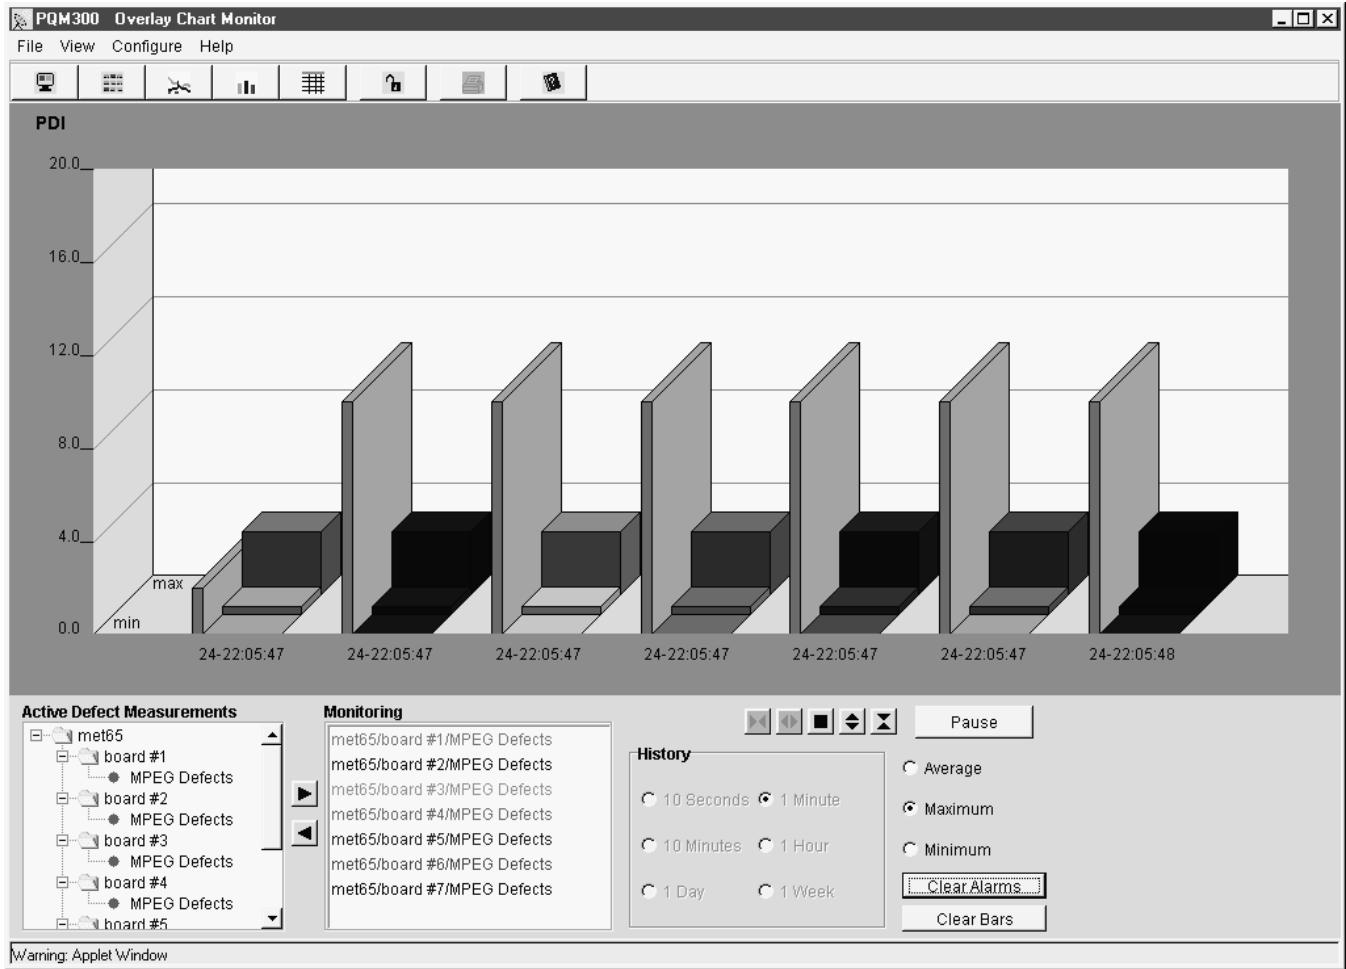 PQM300 Overlay Chart Monitor
File View Configure Help
PDI
20.0
16.0
12.0
8.0
4.0
0.0
max
min
24-22:05:47 24-22:05:47 24-22:05:47 24-22:05:47 24-22:05:47 24-22:05:47 24-22:05:48
Active Defect Measurements
met65
board #1
MPEG Defects
board #2
MPEG Defects
board #3
MPEG Defects
board #4
MPEG Defects
board #5
Monitoring
met65/board #1/MPEG Defects
met65/board #2/MPEG Defects
met65/board #3/MPEG Defects
met65/board #4/MPEG Defects
met65/board #5/MPEG Defects
met65/board #6/MPEG Defects
met65/board #7/MPEG Defects
History
10 Seconds 1 Minute
10 Minutes 1 Hour
1 Day 1 Week
Pause
Average
Maximum
Minimum
Clear Alarms
Clear Bars
Warning: Applet Window